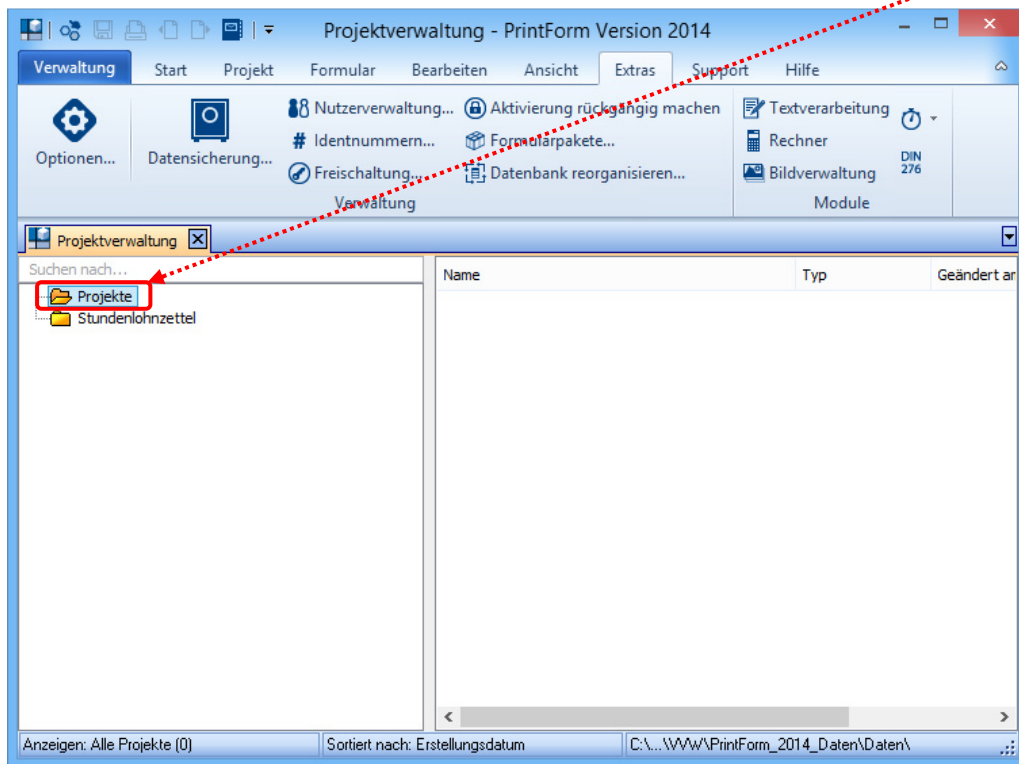 Projektverwaltung - PrintForm Version 2014
Verwaltung Start Projekt Formular Bearbeiten Ansicht Extras Support Hilfe
Optionen...
Datensicherung...
Nutzerverwaltung...
# Identnummern...
Freischaltung...
Aktivierung rückgängig machen
Formularpakete...
Datenbank reorganisieren...
Verwaltung
Textverarbeitung
Rechner
Bildverwaltung
DIN
276
Module
Projektverwaltung
Suchen nach...
Projekte
Stundenlohnzettel
Name Typ Geändert ar
Anzeigen: Alle Projekte (0) Sortiert nach: Erstellungsdatum C:\...\VVW\PrintForm_2014_Daten\Daten\